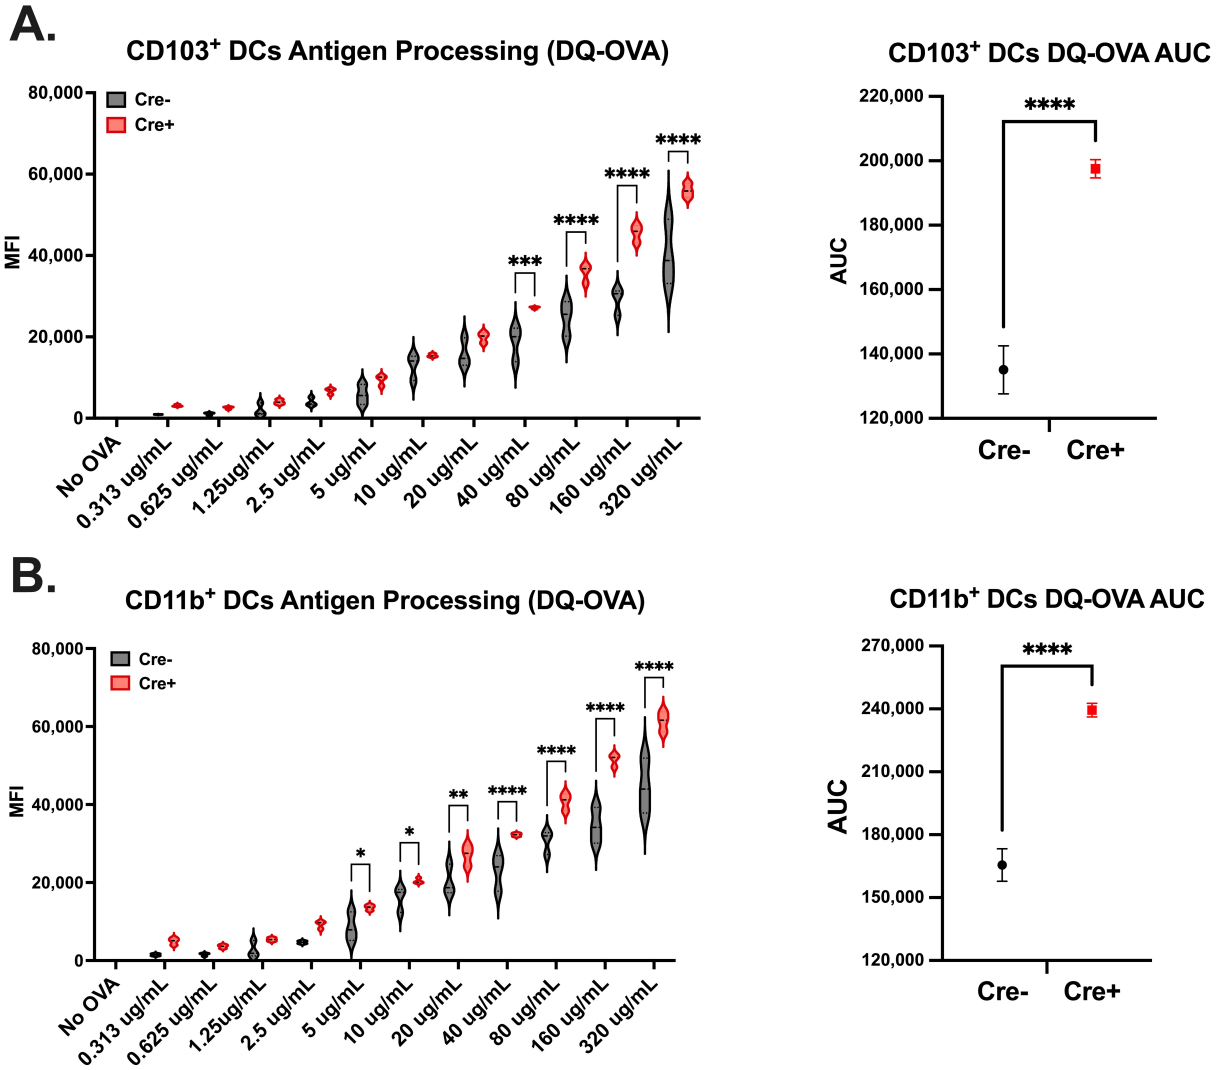 A.
CD103+ DCs Antigen Processing (DQ-OVA)
80,000
60,000
40,000
20,000
0
MFI
Cre-
Cre+
***
****
****
****
No OVA
0.313 ug/mL
0.625 ug/mL
1.25ug/mL
2.5 ug/mL
5 ug/mL
10 ug/mL
20 ug/mL
40 ug/mL
80 ug/mL
160 ug/mL
320 ug/mL
CD103+ DCs DQ-OVA AUC
220,000
200,000
180,000
160,000
140,000
120,000
AUC
****
Cre-
Cre+
B.
CD11b+ DCs Antigen Processing (DQ-OVA)
80,000
60,000
40,000
20,000
0
MFI
Cre-
Cre+
*
*
**
****
****
****
****
No OVA
0.313 ug/mL
0.625 ug/mL
1.25ug/mL
2.5 ug/mL
5 ug/mL
10 ug/mL
20 ug/mL
40 ug/mL
80 ug/mL
160 ug/mL
320 ug/mL
CD11b+ DCs DQ-OVA AUC
270,000
240,000
210,000
180,000
150,000
120,000
AUC
****
Cre-
Cre+